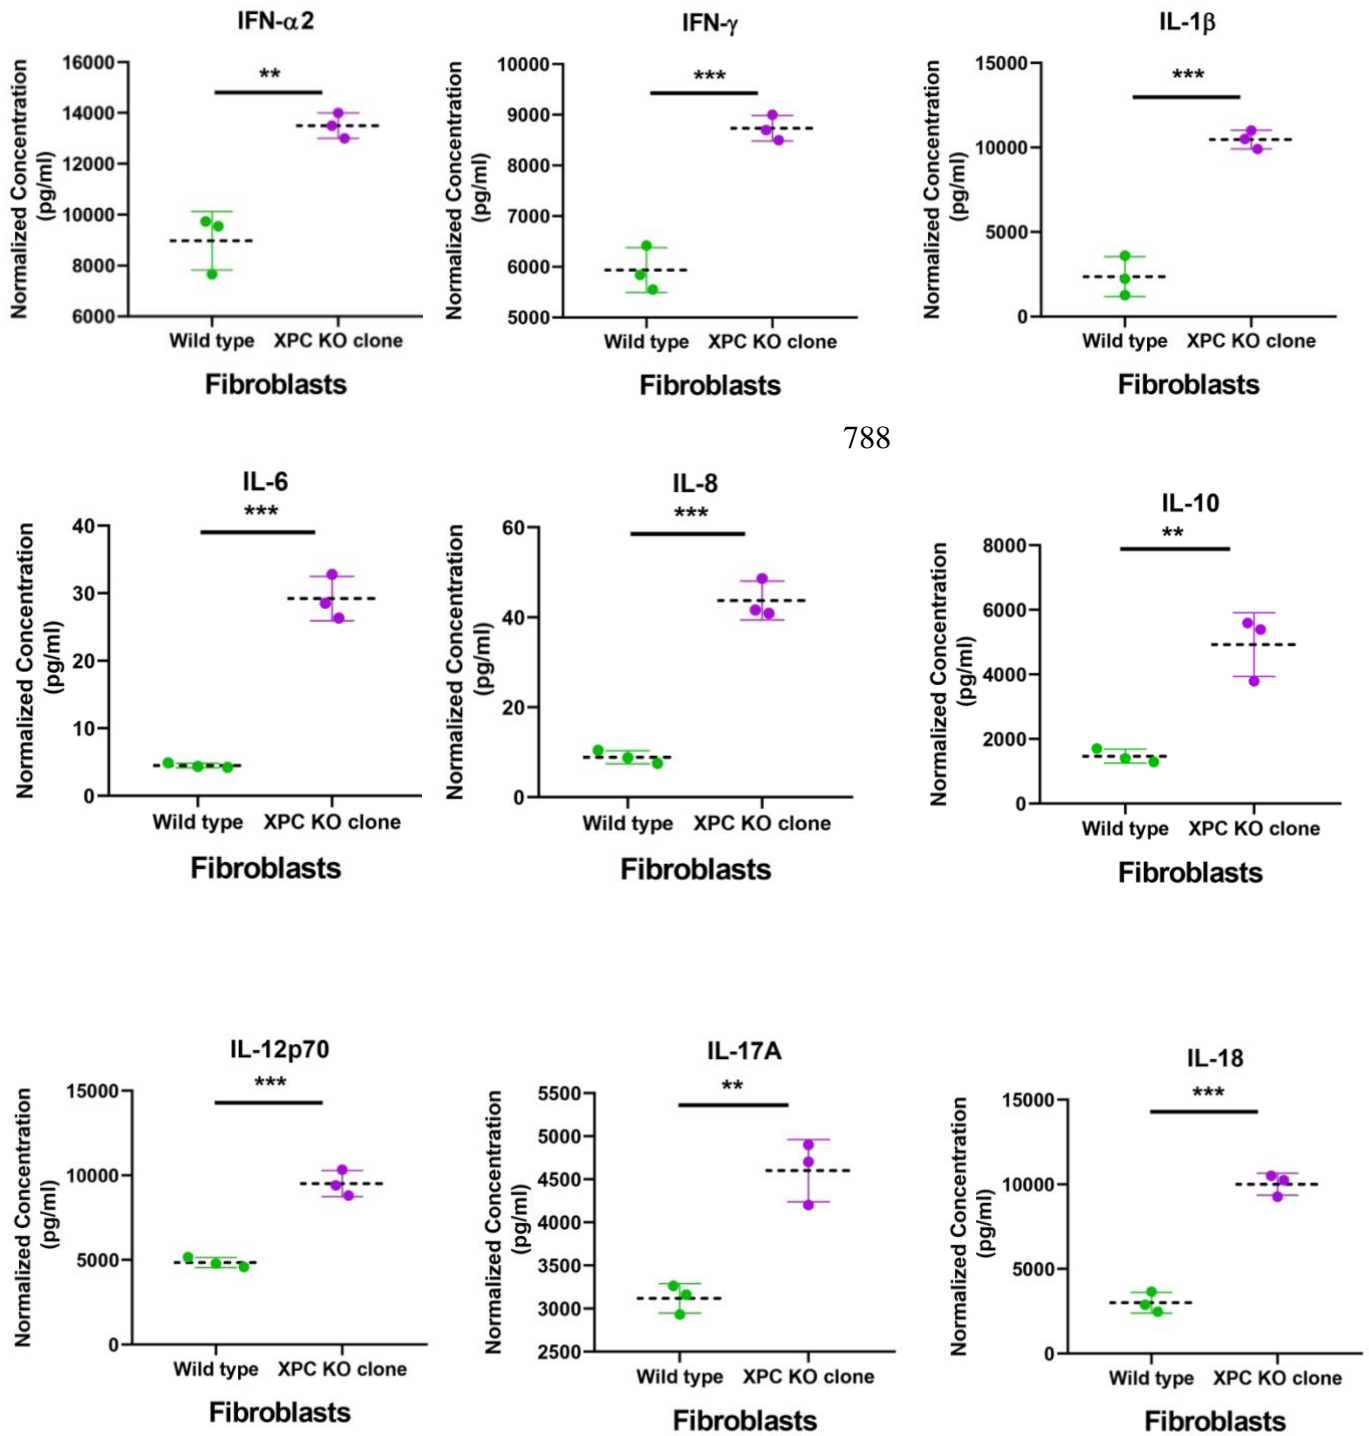 IFN-α2
Normalized Concentration
(pg/ml)
16000
14000
12000
10000
8000
6000
**
Wild type XPC KO clone
Fibroblasts
IFN-γ
Normalized Concentration
(pg/ml)
10000
9000
8000
7000
6000
5000
***
Wild type XPC KO clone
Fibroblasts
IL-1β
Normalized Concentration
(pg/ml)
15000
10000
5000
0
***
Wild type XPC KO clone
Fibroblasts
788
IL-6
Normalized Concentration
(pg/ml)
40
30
20
10
0
***
Wild type XPC KO clone
Fibroblasts
IL-8
Normalized Concentration
(pg/ml)
60
40
20
0
***
Wild type XPC KO clone
Fibroblasts
IL-10
Normalized Concentration
(pg/ml)
8000
6000
4000
2000
0
**
Wild type XPC KO clone
Fibroblasts
IL-12p70
Normalized Concentration
(pg/ml)
15000
10000
5000
0
***
Wild type XPC KO clone
Fibroblasts
IL-17A
Normalized Concentration
(pg/ml)
5500
5000
4500
4000
3500
3000
2500
**
Wild type XPC KO clone
Fibroblasts
IL-18
Normalized Concentration
(pg/ml)
15000
10000
5000
0
***
Wild type XPC KO clone
Fibroblasts